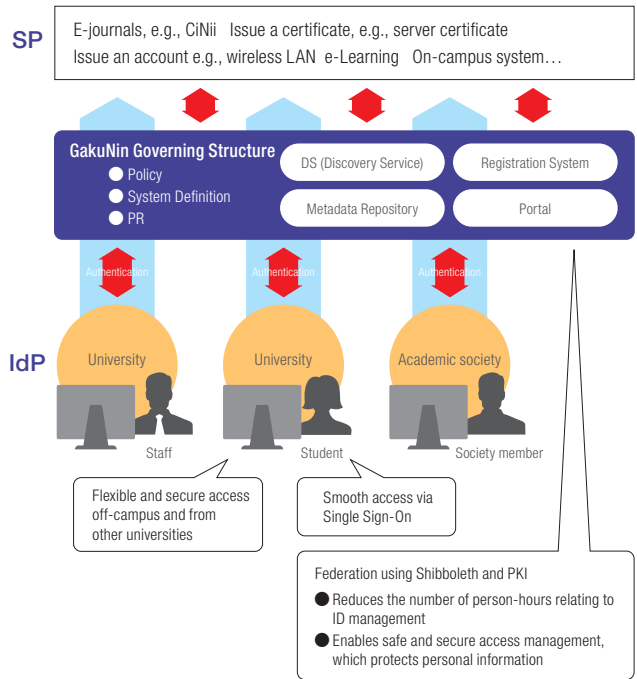 SP
E-journals, e.g., CiNii Issue a certificate, e.g., server certificate
Issue an account e.g., wireless LAN e-Learning On-campus system…
GakuNin Governing Structure
Policy
System Definition
PR
DS (Discovery Service)
Registration System
Metadata Repository
Portal
Authentication
Authentication
Authentication
IdP
University
University
Academic society
Staff
Student
Society member
Flexible and secure access
off-campus and from
other universities
Smooth access via
Single Sign-On
Federation using Shibboleth and PKI
Reduces the number of person-hours relating to
ID management
Enables safe and secure access management,
which protects personal information